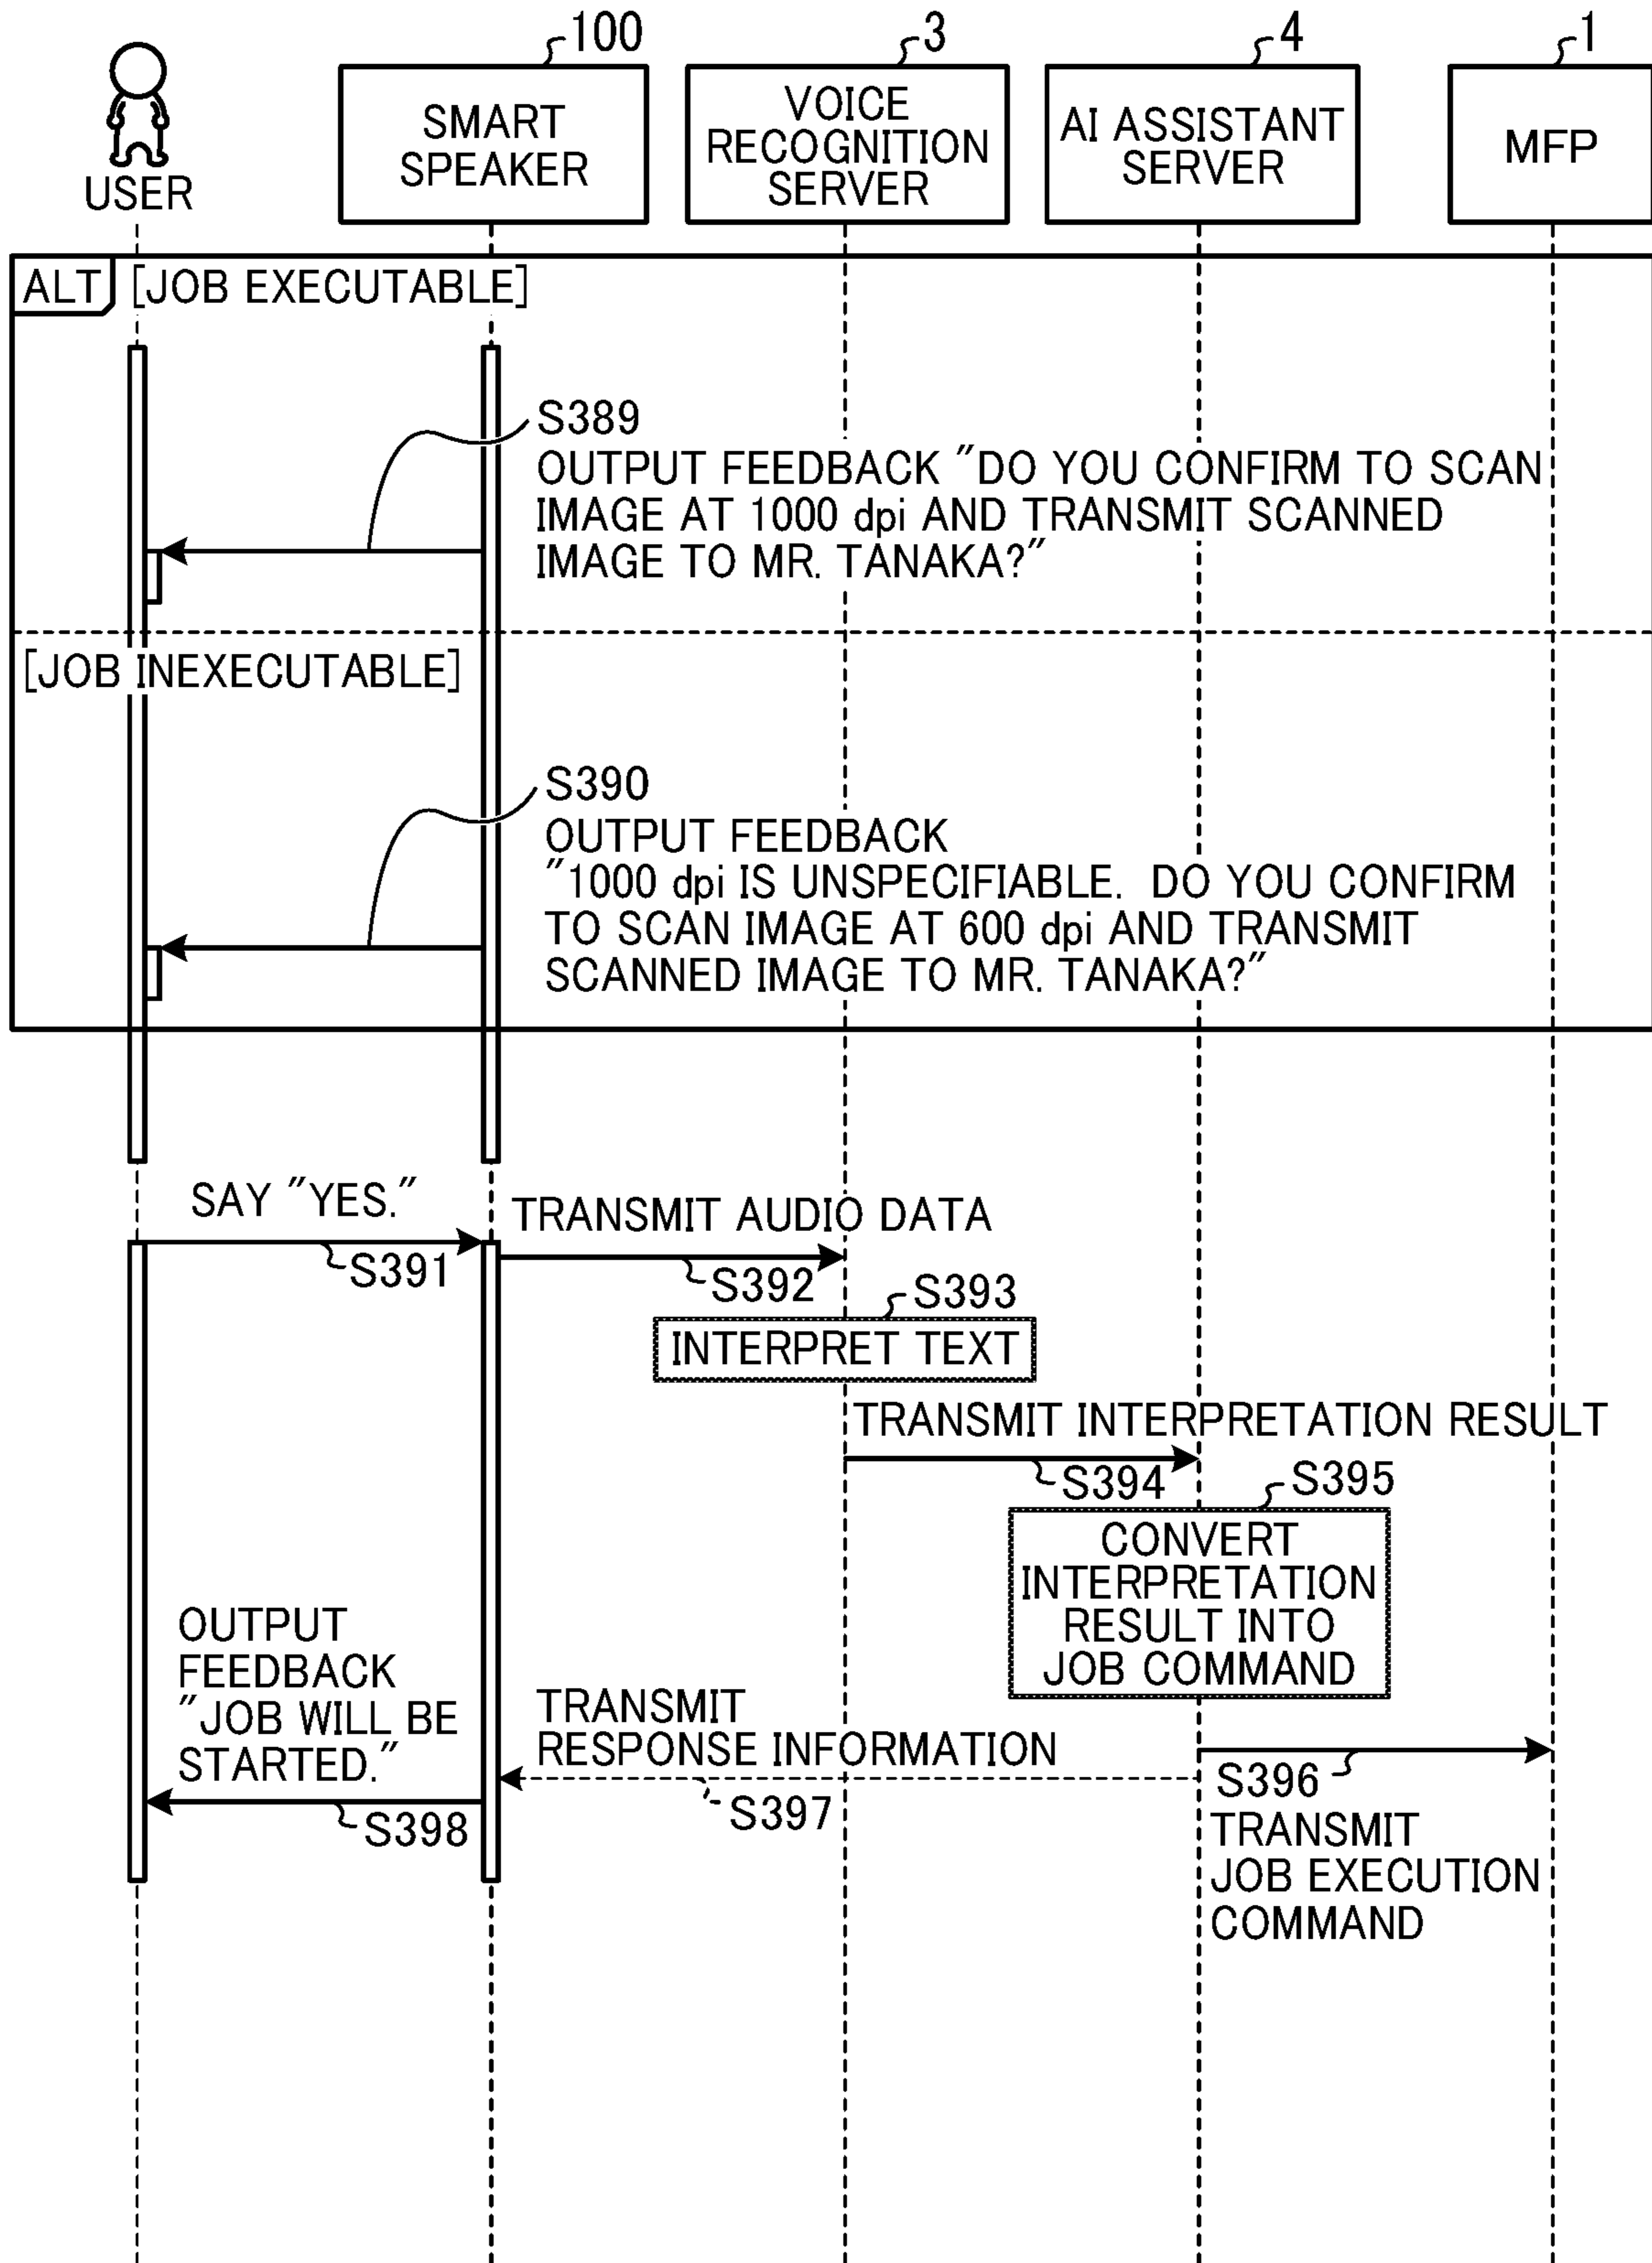 100
3
4
1
USER
SMART
SPEAKER
VOICE
RECOGNITION
SERVER
AI ASSISTANT
SERVER
MFP
ALT
[JOB EXECUTABLE]
S389
OUTPUT FEEDBACK "DO YOU CONFIRM TO SCAN
IMAGE AT 1000 dpi AND TRANSMIT SCANNED
IMAGE TO MR. TANAKA?"
[JOB INEXECUTABLE]
S390
OUTPUT FEEDBACK
"1000 dpi IS UNSPECIFIABLE. DO YOU CONFIRM
TO SCAN IMAGE AT 600 dpi AND TRANSMIT
SCANNED IMAGE TO MR. TANAKA?"
SAY "YES."
S391
TRANSMIT AUDIO DATA
S392
S393
INTERPRET TEXT
TRANSMIT INTERPRETATION RESULT
S394
S395
CONVERT
INTERPRETATION
RESULT INTO
JOB COMMAND
S396
TRANSMIT
JOB EXECUTION
COMMAND
TRANSMIT
RESPONSE INFORMATION
S397
OUTPUT
FEEDBACK
"JOB WILL BE
STARTED."
S398